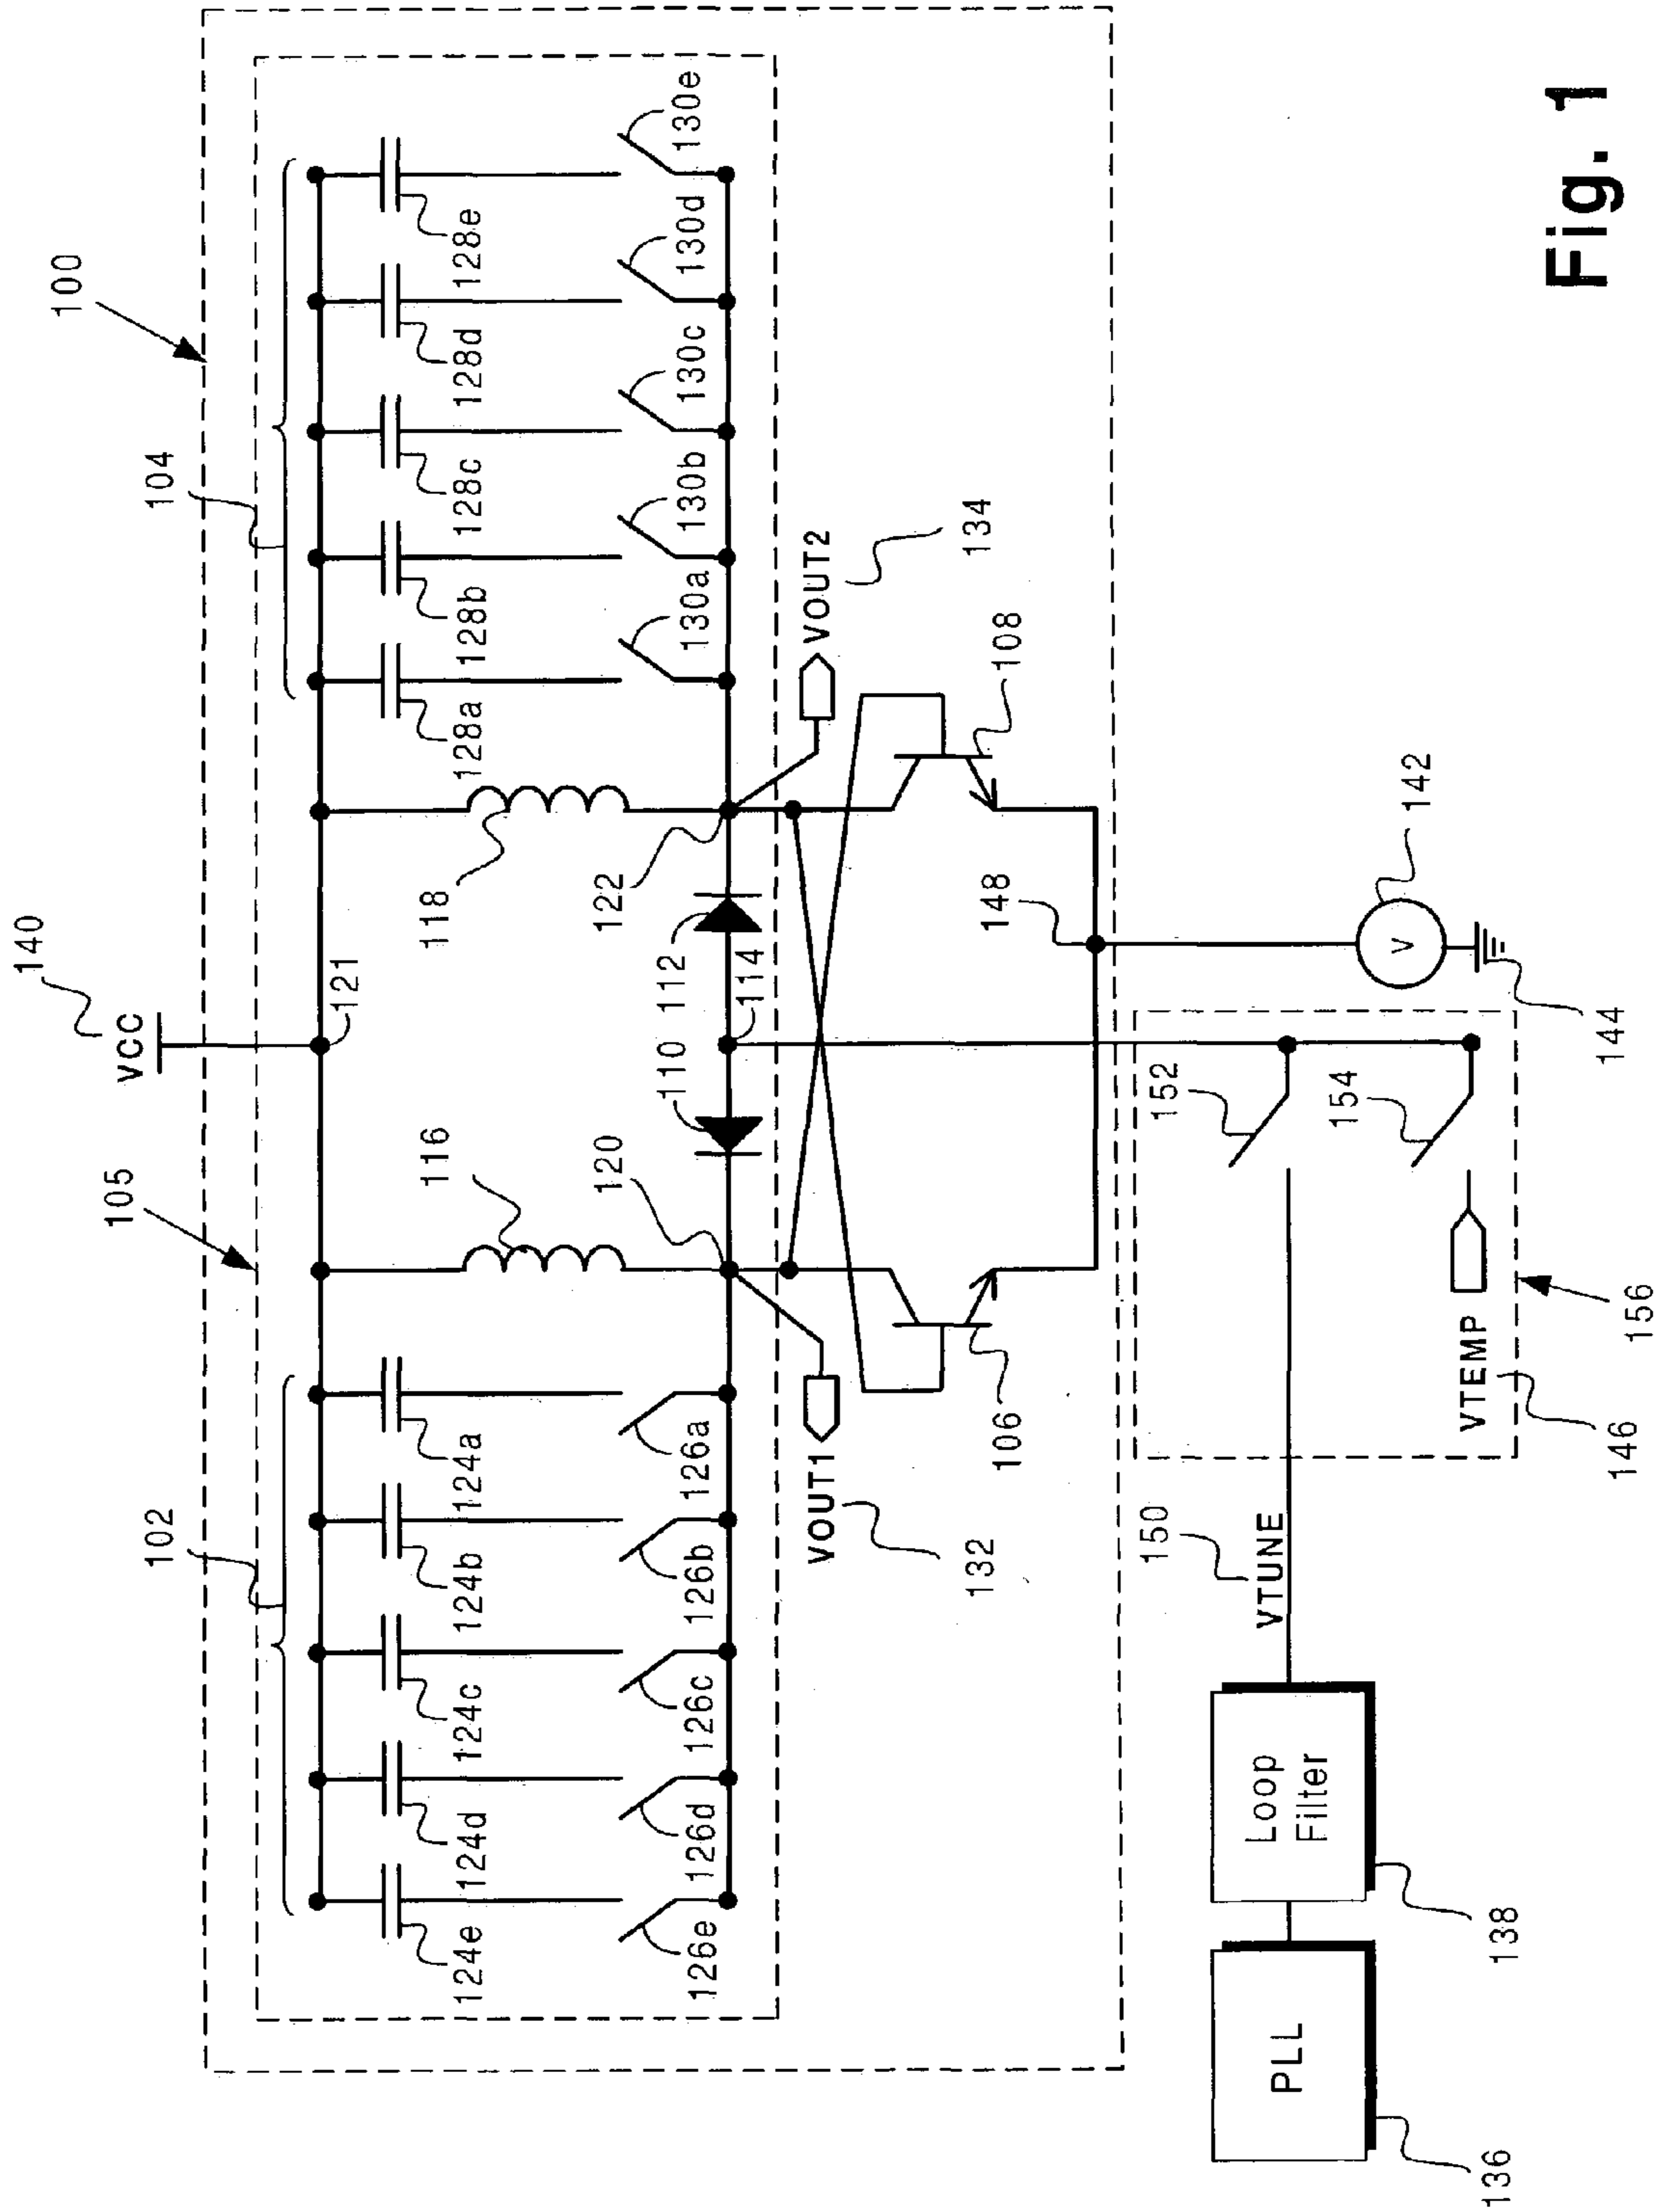 100
140
105
VCC
102
104
121
124e
124d
124c
124b
124a
116
118
128a
128b
128c
128d
128e
126e
126d
126c
126b
126a
120
110
112
114
122
130a
130b
130c
130d
130e
VOUT1
132
VOUT2
134
106
108
148
142
144
PLL
136
Loop
Filter
138
150
VTUNE
152
154
VTEMP
146
156
V
Fig. 1